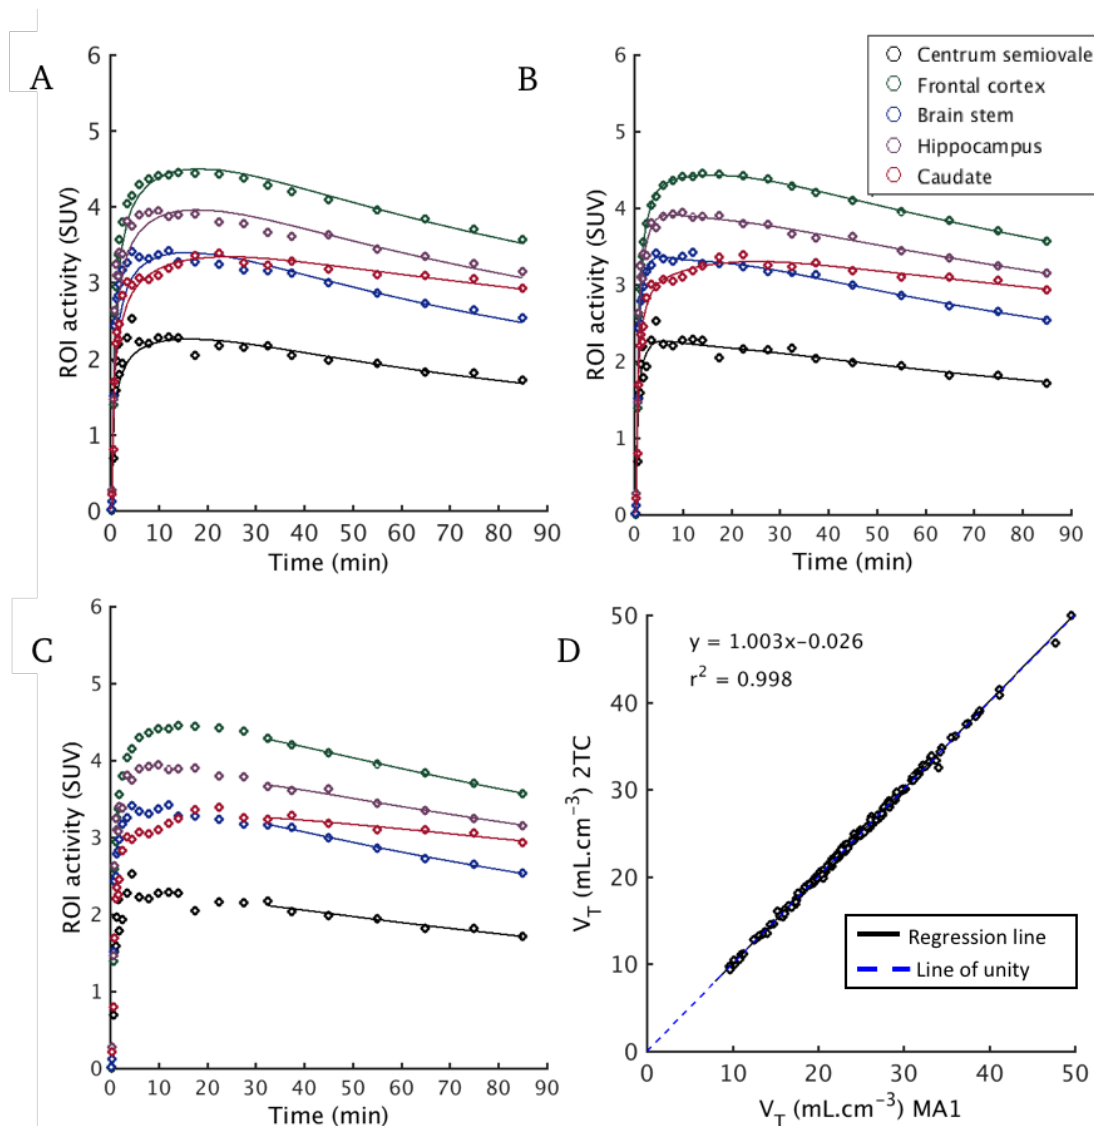 A
ROI activity (SUV)
6
5
4
3
2
1
0
0 10 20 30 40 50 60 70 80 90
Time (min)
B
ROI activity (SUV)
6
5
4
3
2
1
0
0 10 20 30 40 50 60 70 80 90
Time (min)
Centrum semiovale
Frontal cortex
Brain stem
Hippocampus
Caudate
C
ROI activity (SUV)
6
5
4
3
2
1
0
0 10 20 30 40 50 60 70 80 90
Time (min)
D
V_T (mL.cm⁻³) 2TC
50
40
30
20
10
0
y = 1.003x−0.026
r² = 0.998
Regression line
Line of unity
0 10 20 30 40 50
V_T (mL.cm⁻³) MA1